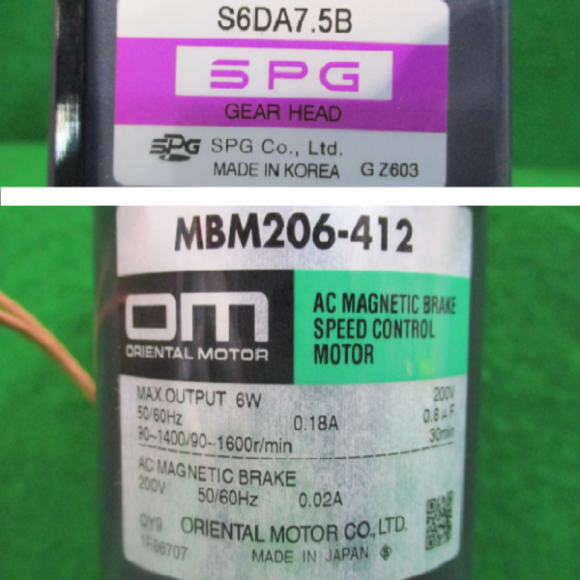 S6DA7.5B
SPG
GEAR HEAD
SPG SPG Co., Ltd.
MADE IN KOREA G Z603
MBM206-412
om
ORIENTAL MOTOR
AC MAGNETIC BRAKE
SPEED CONTROL
MOTOR
MAX.OUTPUT 6W 200V
50/60Hz 0.18A 0.8μF
90~1400/90~1600r/min 30min
AC MAGNETIC BRAKE
200V 50/60Hz 0.02A
QY9 ORIENTAL MOTOR CO.,LTD.
MADE IN JAPAN